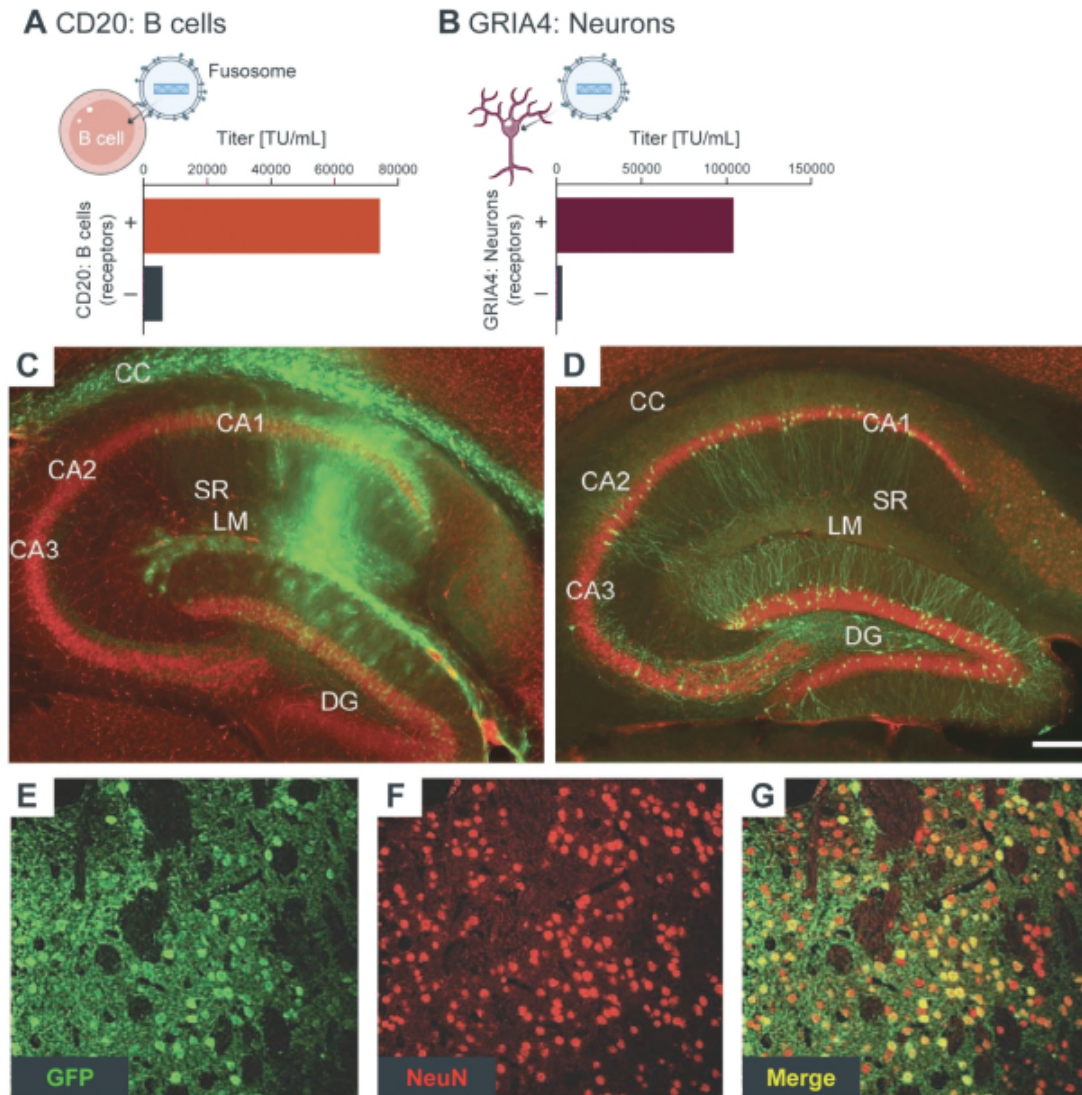 A CD20: B cells
Fusosome
B cell
Titer [TU/mL]
0 20000 40000 60000 80000
CD20: B cells
(receptors)
+
–
B GRIA4: Neurons
Titer [TU/mL]
0 50000 100000 150000
GRIA4: Neurons
(receptors)
+
–
C
CC
CA1
CA2
SR
LM
CA3
DG
D
CC
CA1
CA2
SR
LM
CA3
DG
E
GFP
F
NeuN
G
Merge